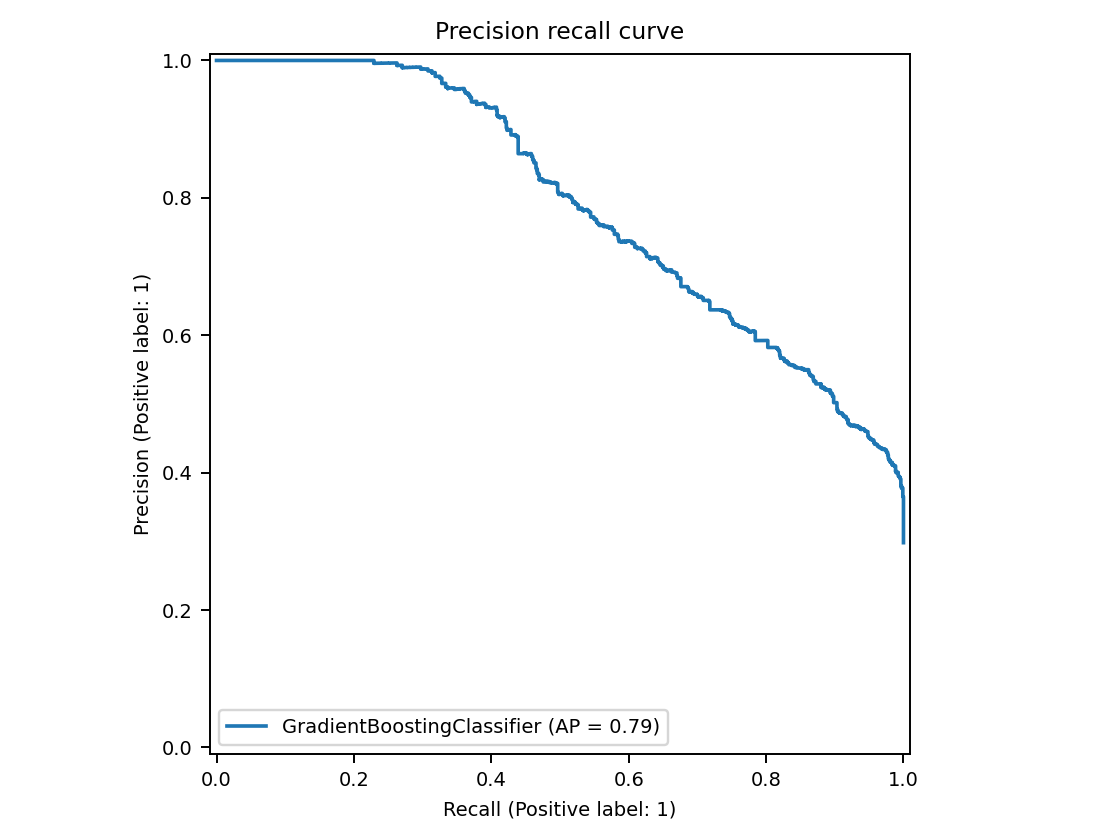 Precision recall curve
1.0
0.8
0.6
0.4
0.2
0.0
Precision (Positive label: 1)
GradientBoostingClassifier (AP = 0.79)
0.0 0.2 0.4 0.6 0.8 1.0
Recall (Positive label: 1)